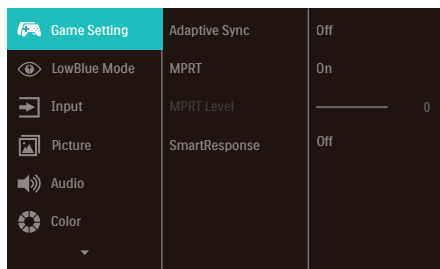 Game Setting Adaptive Sync Off
LowBlue Mode MPRT On
Input MPRT Level 0
Picture SmartResponse Off
Audio
Color